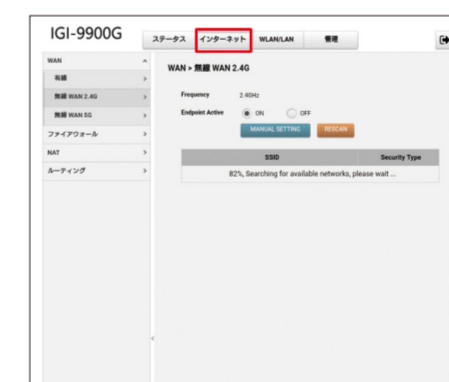 IGI-9900G
ステータス インターネット WLAN/LAN 管理
WAN
有線
無線 WAN 2.4G
無線 WAN 5G
ファイアウォール
NAT
ルーティング
WAN > 無線 WAN 2.4G
Frequency 2.4GHz
Endpoint Active ON OFF
MANUAL SETTING RESCAN
SSID Security Type
82%, Searching for available networks, please wait ...